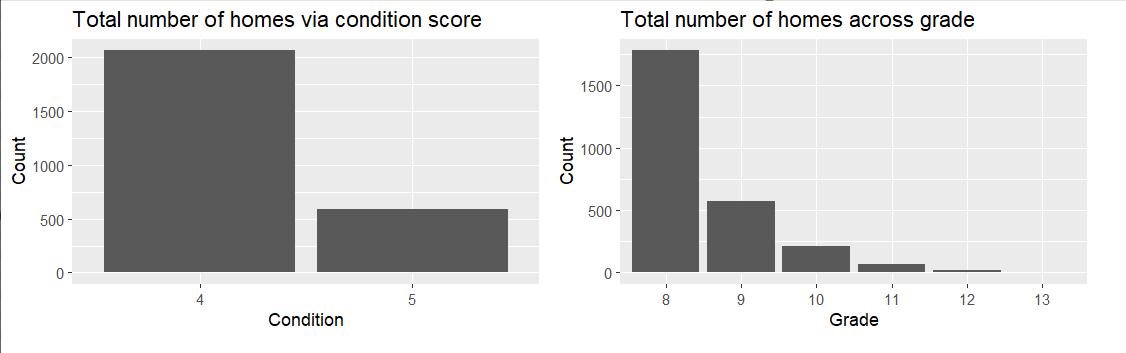 Total number of homes via condition score
2000
1500
1000
500
0
Count
4 5
Condition
Total number of homes across grade
1500
1000
500
0
Count
8 9 10 11 12 13
Grade